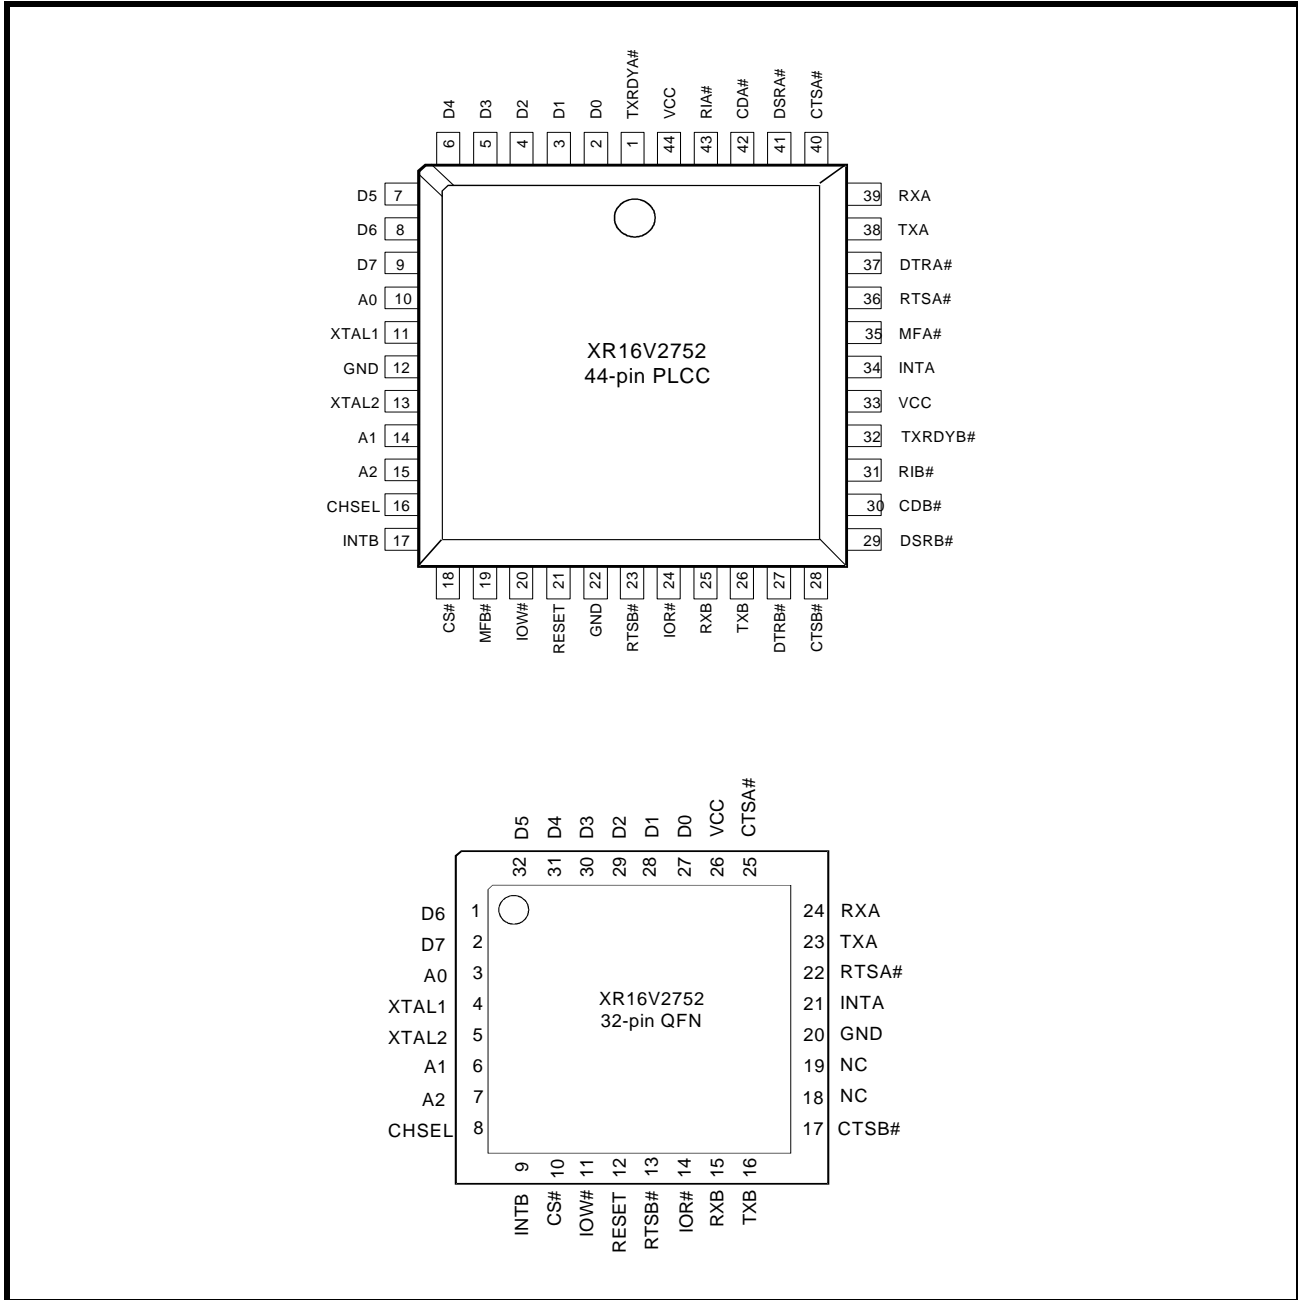 D4 D3 D2 D1 D0 TXRDYA# VCC RIA# CDA# DSRA# CTSA#
6 5 4 3 2 1 44 43 42 41 40
D5 7 39 RXA
D6 8 38 TXA
D7 9 37 DTRA#
A0 10 36 RTSA#
XTAL1 11 35 MFA#
GND 12 34 INTA
XTAL2 13 33 VCC
A1 14 32 TXRDYB#
A2 15 31 RIB#
CHSEL 16 30 CDB#
INTB 17 29 DSRB#
XR16V2752
44-pin PLCC
18 19 20 21 22 23 24 25 26 27 28
CS# MFB# IOW# RESET GND RTSB# IOR# RXB TXB DTRB# CTSB#
D5 D4 D3 D2 D1 D0 VCC CTSA#
32 31 30 29 28 27 26 25
D6 1 24 RXA
D7 2 23 TXA
A0 3 22 RTSA#
XTAL1 4 21 INTA
XTAL2 5 20 GND
A1 6 19 NC
A2 7 18 NC
CHSEL 8 17 CTSB#
XR16V2752
32-pin QFN
9 10 11 12 13 14 15 16
INTB CS# IOW# RESET RTSB# IOR# RXB TXB